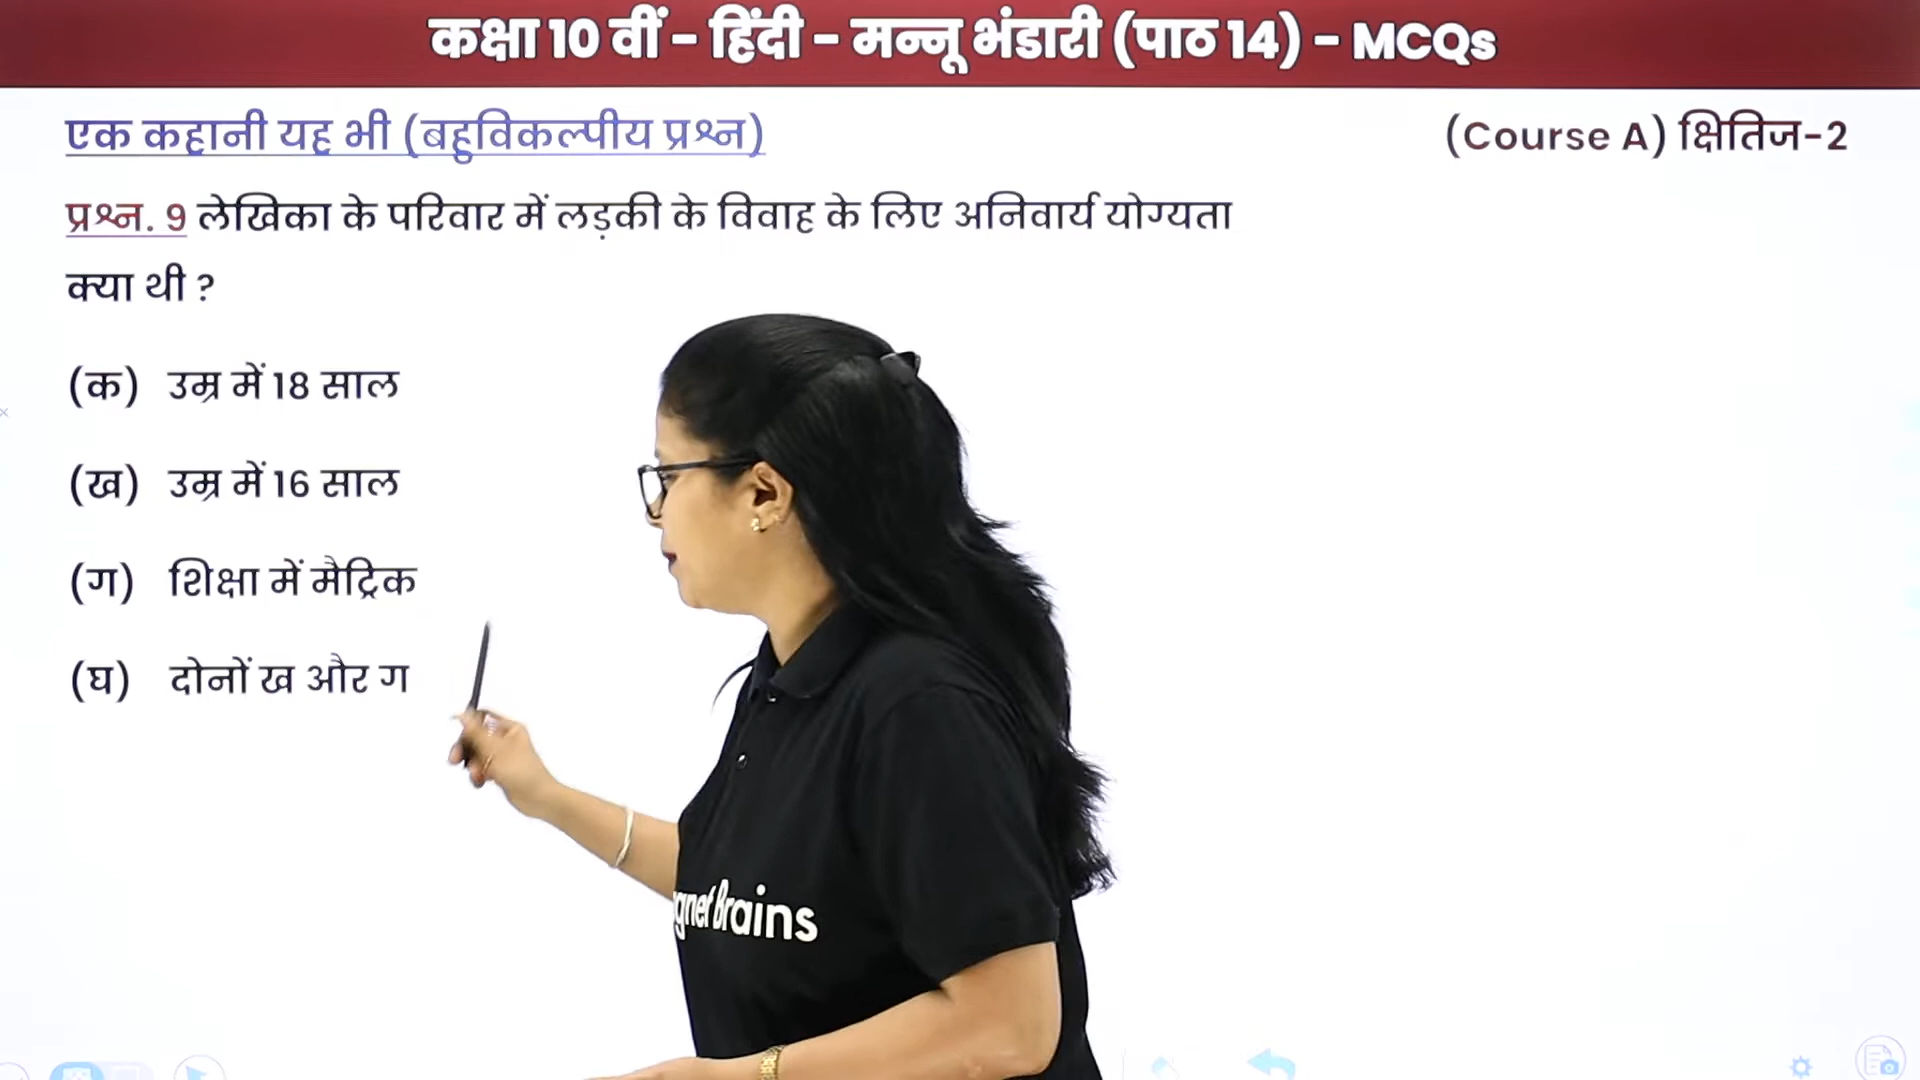 कक्षा 10 वीं - हिंदी - मन्नू भंडारी (पाठ 14) - MCQs
एक कहानी यह भी (बहुविकल्पीय प्रश्न)
(Course A) क्षितिज-2
प्रश्न. 9 लेखिका के परिवार में लड़की के विवाह के लिए अनिवार्य योग्यता
क्या थी ?
(क) उम्र में 18 साल
(ख) उम्र में 16 साल
(ग) शिक्षा में मैट्रिक
(घ) दोनों ख और ग
gnet Brains